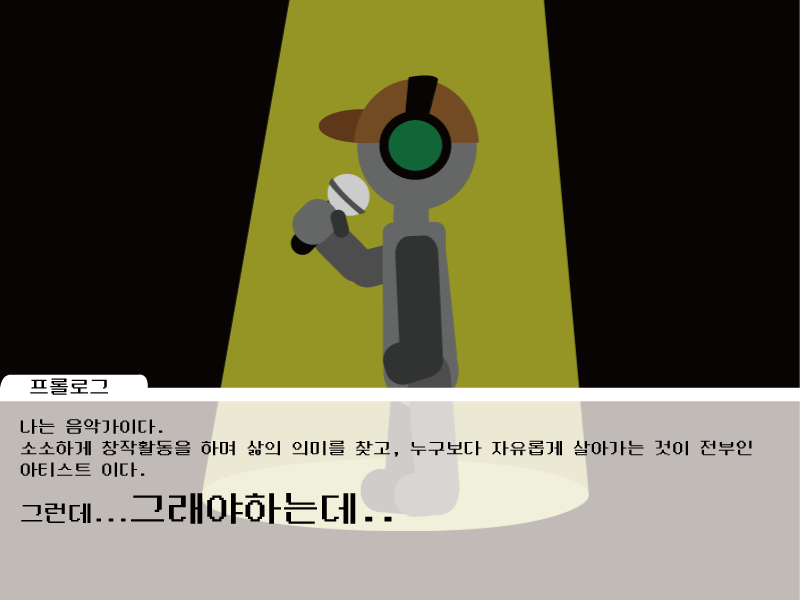 프롤로그
나는 음악가이다.
소소하게 창작활동을 하며 삶의 의미를 찾고, 누구보다 자유롭게 살아가는 것이 전부인
아티스트 이다.
그런데...그래야하는데..